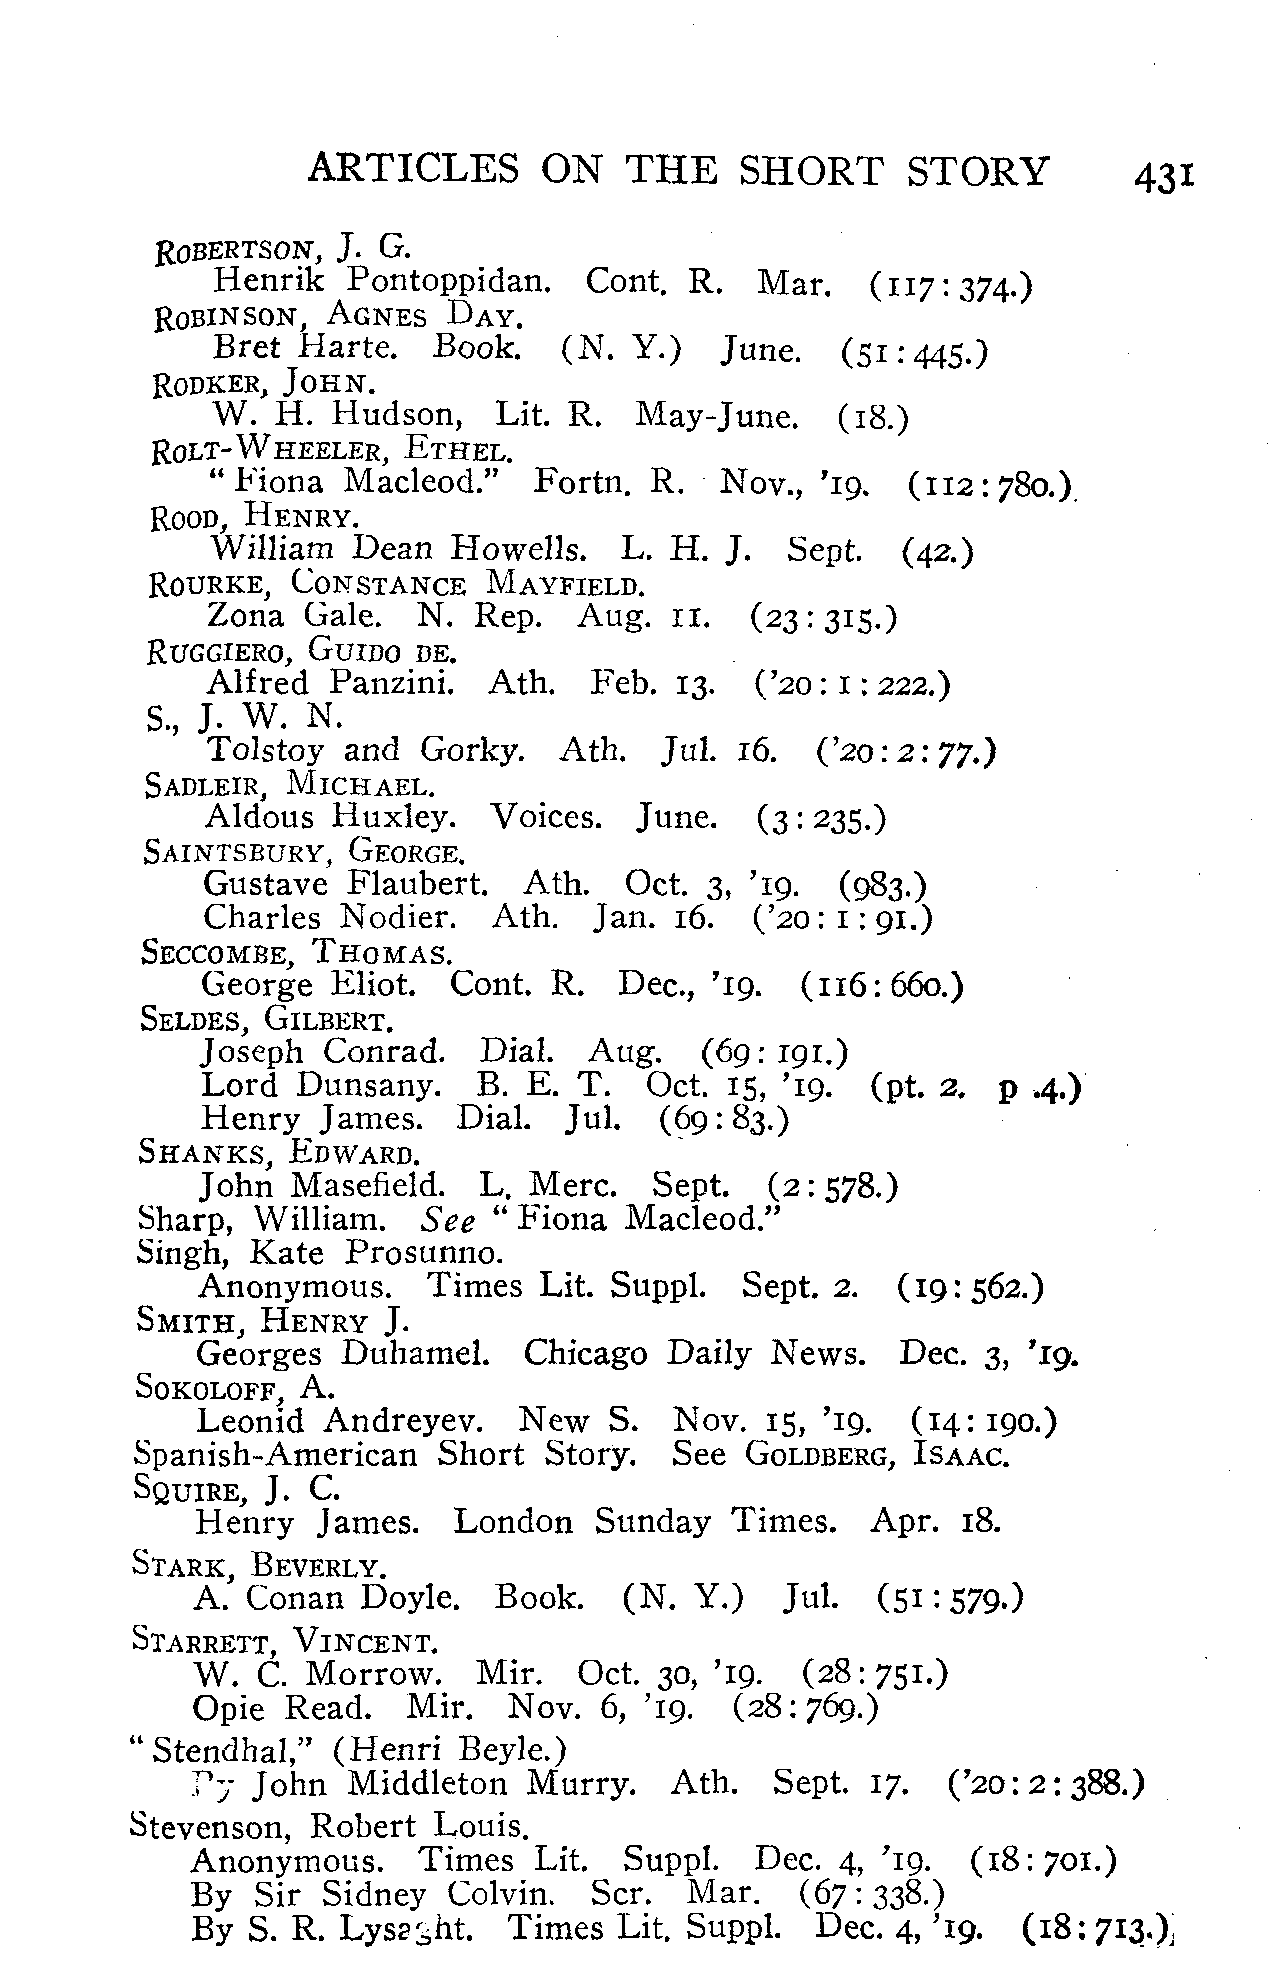 ARTICLES ON THE SHORT STORY 431
ROBERTSON, J. G.
Henrik Pontoppidan. Cont. R. Mar. (117: 374.)
ROBINSON, AGNES DAY.
Bret Harte. Book. (N. Y.) June. (51: 445.)
RODKER, JOHN.
W. H. Hudson, Lit. R. May-June. (18.)
ROLT-WHEELER, ETHEL.
"Fiona Macleod." Fortn. R. Nov., '19. (112: 780.)
ROOD, HENRY.
William Dean Howells. L. H. J. Sept. (42.)
ROURKE, CONSTANCE MAYFIELD.
Zona Gale. N. Rep. Aug. 11. (23: 315.)
RUGGIERO, GUIDO DE.
Alfred Panzini. Ath. Feb. 13. ('20: 1: 222.)
S., J. W. N.
Tolstoy and Gorky. Ath. Jul. 16. ('20: 2: 77.)
SADLEIR, MICHAEL.
Aldous Huxley. Voices. June. (3: 235.)
SAINTSBURY, GEORGE.
Gustave Flaubert. Ath. Oct. 3, '19. (983.)
Charles Nodier. Ath. Jan. 16. ('20: 1: 91.)
SECCOMBE, THOMAS.
George Eliot. Cont. R. Dec., '19. (116: 660.)
SELDES, GILBERT.
Joseph Conrad. Dial. Aug. (69: 191.)
Lord Dunsany. B. E. T. Oct. 15, '19. (pt. 2. p .4.)
Henry James. Dial. Jul. (69: 83.)
SHANKS, EDWARD.
John Masefield. L. Merc. Sept. (2: 578.)
Sharp, William. See "Fiona Macleod."
Singh, Kate Prosunno.
Anonymous. Times Lit. Suppl. Sept. 2. (19: 562.)
SMITH, HENRY J.
Georges Duhamel. Chicago Daily News. Dec. 3, '19.
SOKOLOFF, A.
Leonid Andreyev. New S. Nov. 15, '19. (14: 190.)
Spanish-American Short Story. See GOLDBERG, ISAAC.
SQUIRE, J. C.
Henry James. London Sunday Times. Apr. 18.
STARK, BEVERLY.
A. Conan Doyle. Book. (N. Y.) Jul. (51: 579.)
STARRETT, VINCENT.
W. C. Morrow. Mir. Oct. 30, '19. (28: 751.)
Opie Read. Mir. Nov. 6, '19. (28: 769.)
"Stendhal," (Henri Beyle.)
By John Middleton Murry. Ath. Sept. 17. ('20: 2: 388.)
Stevenson, Robert Louis.
Anonymous. Times Lit. Suppl. Dec. 4, '19. (18: 701.)
By Sir Sidney Colvin. Scr. Mar. (67: 338.)
By S. R. Lysaght. Times Lit. Suppl. Dec. 4, '19. (18: 713.)